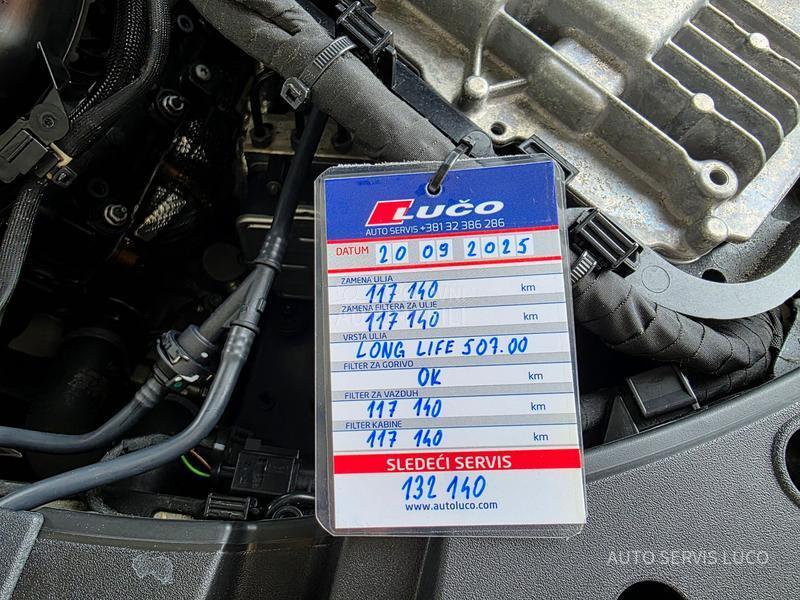 LUČO
AUTO SERVIS +381 32 386 286
DATUM 20 09 2025
ZAMENA ULJA
117 140 km
ZAMENA FILTERA ZA ULJE
117 140 km
VRSTA ULJA
LONG LIFE 507.00
FILTER ZA GORIVO
OK km
FILTER ZA VAZDUH
117 140 km
FILTER KABINE
117 140 km
SLEDEĆI SERVIS
132 140
www.autoluco.com
AUTO SERVIS LUCO